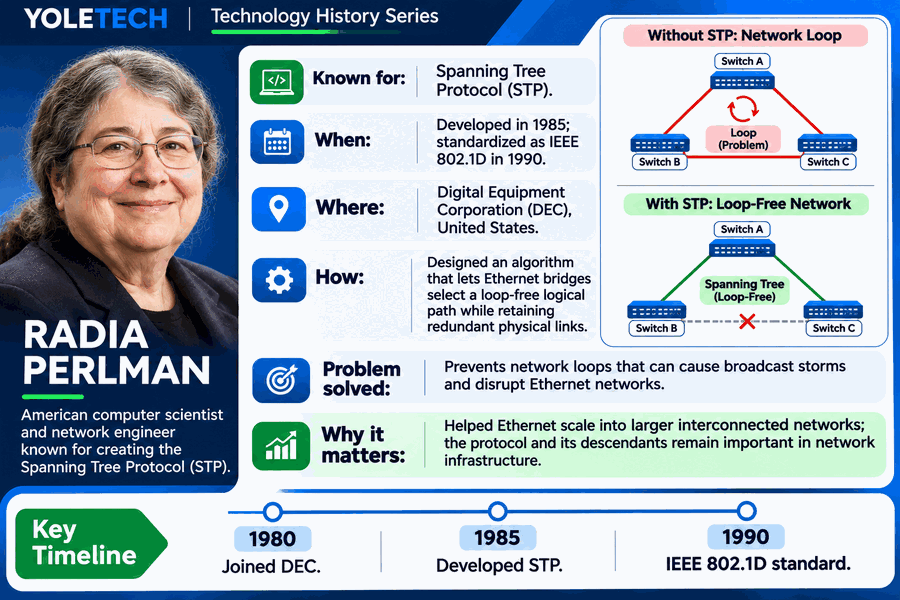 YOLETECH
Technology History Series
RADIA
PERLMAN
American computer scientist
and network engineer
known for creating the
Spanning Tree Protocol (STP).
Known for:
Spanning Tree
Protocol (STP).
When:
Developed in 1985;
standardized as IEEE
802.1D in 1990.
Where:
Digital Equipment
Corporation (DEC),
United States.
How:
Designed an algorithm
that lets Ethernet bridges
select a loop-free logical
path while retaining
redundant physical links.
Problem
solved:
Prevents network loops that can cause broadcast storms
and disrupt Ethernet networks.
Why it
matters:
Helped Ethernet scale into larger interconnected networks;
the protocol and its descendants remain important in network
infrastructure.
Without STP: Network Loop
Switch A
Loop
(Problem)
Switch B
Switch C
With STP: Loop-Free Network
Switch A
Spanning Tree
(Loop-Free)
Switch B
Switch C
Key
Timeline
1980
Joined DEC.
1985
Developed STP.
1990
IEEE 802.1D standard.